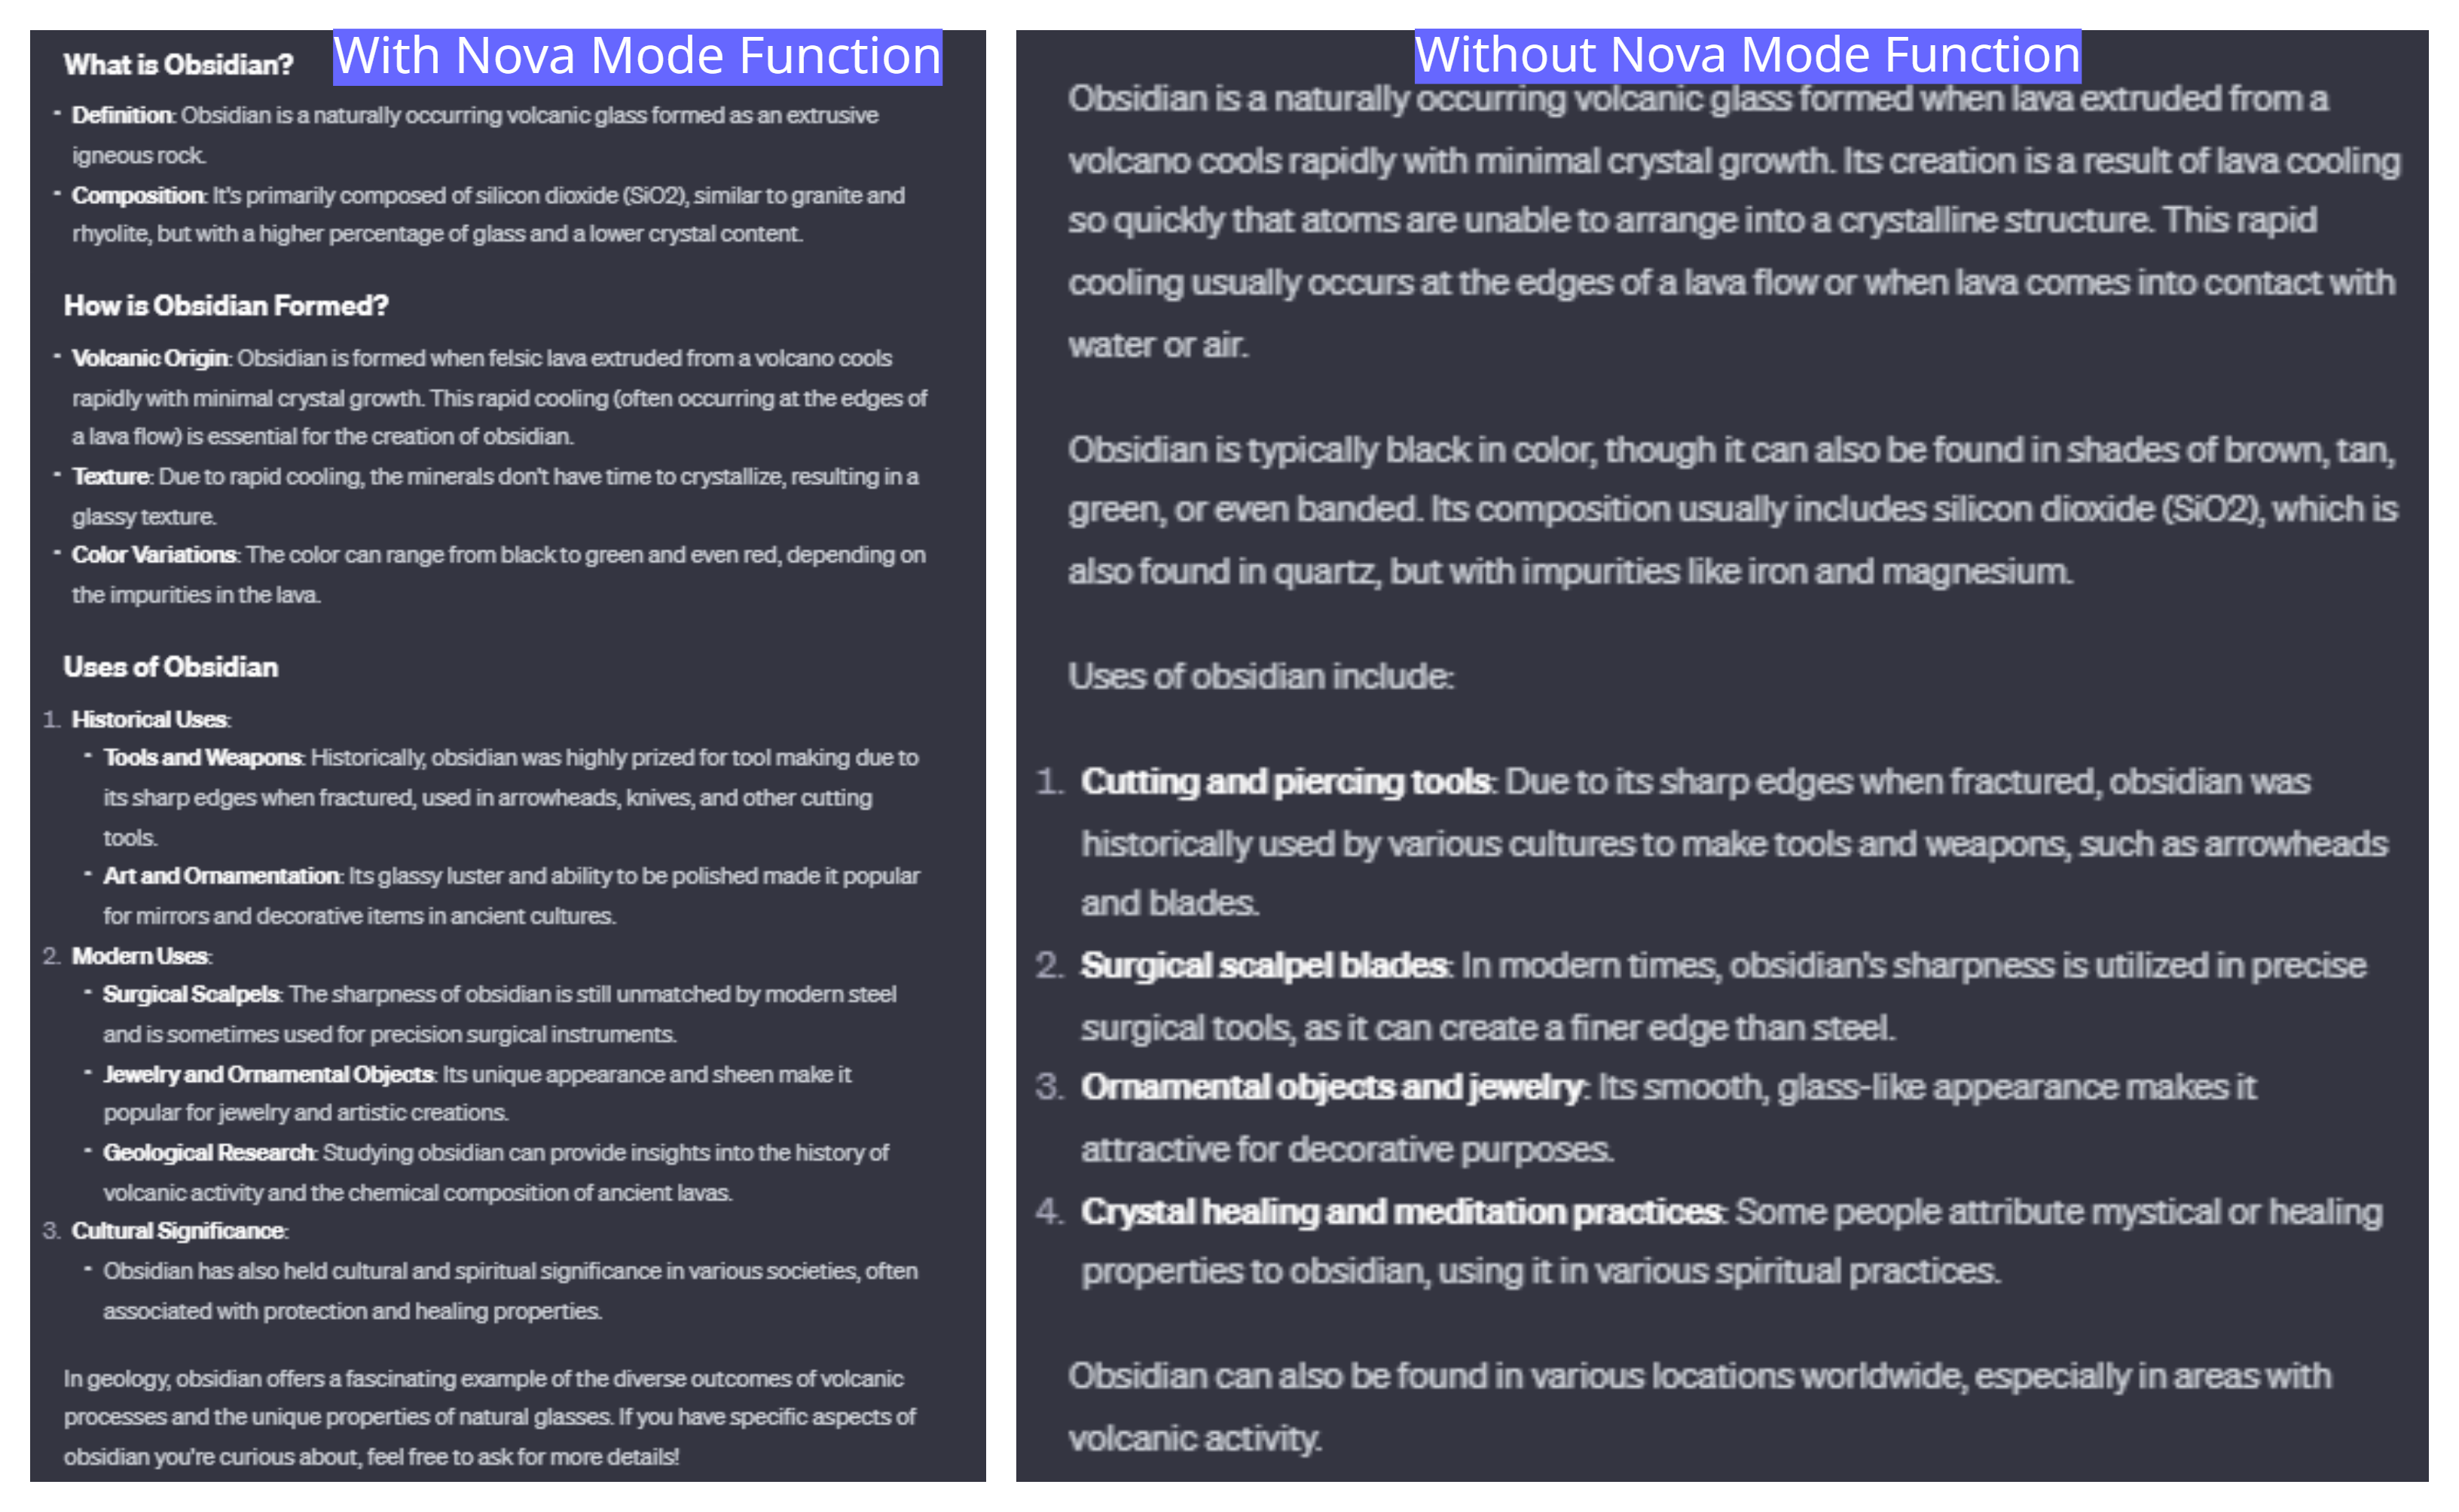 With Nova Mode Function
What is Obsidian?
- Definition: Obsidian is a naturally occurring volcanic glass formed as an extrusive
igneous rock.
- Composition: It's primarily composed of silicon dioxide (SiO2), similar to granite and
rhyolite, but with a higher percentage of glass and a lower crystal content.
How is Obsidian Formed?
- Volcanic Origin: Obsidian is formed when felsic lava extruded from a volcano cools
rapidly with minimal crystal growth. This rapid cooling (often occurring at the edges of
a lava flow) is essential for the creation of obsidian.
- Texture: Due to rapid cooling, the minerals don't have time to crystallize, resulting in a
glassy texture.
- Color Variations: The color can range from black to green and even red, depending on
the impurities in the lava.
Uses of Obsidian
1. Historical Uses:
- Tools and Weapons: Historically, obsidian was highly prized for tool making due to
its sharp edges when fractured, used in arrowheads, knives, and other cutting
tools.
- Art and Ornamentation: Its glassy luster and ability to be polished made it popular
for mirrors and decorative items in ancient cultures.
2. Modern Uses:
- Surgical Scalpels: The sharpness of obsidian is still unmatched by modern steel
and is sometimes used for precision surgical instruments.
- Jewelry and Ornamental Objects: Its unique appearance and sheen make it
popular for jewelry and artistic creations.
- Geological Research: Studying obsidian can provide insights into the history of
volcanic activity and the chemical composition of ancient lavas.
3. Cultural Significance:
- Obsidian has also held cultural and spiritual significance in various societies, often
associated with protection and healing properties.
In geology, obsidian offers a fascinating example of the diverse outcomes of volcanic
processes and the unique properties of natural glasses. If you have specific aspects of
obsidian you're curious about, feel free to ask for more details!
Without Nova Mode Function
Obsidian is a naturally occurring volcanic glass formed when lava extruded from a
volcano cools rapidly with minimal crystal growth. Its creation is a result of lava cooling
so quickly that atoms are unable to arrange into a crystalline structure. This rapid
cooling usually occurs at the edges of a lava flow or when lava comes into contact with
water or air.
Obsidian is typically black in color, though it can also be found in shades of brown, tan,
green, or even banded. Its composition usually includes silicon dioxide (SiO2), which is
also found in quartz, but with impurities like iron and magnesium.
Uses of obsidian include:
1. Cutting and piercing tools: Due to its sharp edges when fractured, obsidian was
historically used by various cultures to make tools and weapons, such as arrowheads
and blades.
2. Surgical scalpel blades: In modern times, obsidian's sharpness is utilized in precise
surgical tools, as it can create a finer edge than steel.
3. Ornamental objects and jewelry: Its smooth, glass-like appearance makes it
attractive for decorative purposes.
4. Crystal healing and meditation practices: Some people attribute mystical or healing
properties to obsidian, using it in various spiritual practices.
Obsidian can also be found in various locations worldwide, especially in areas with
volcanic activity.